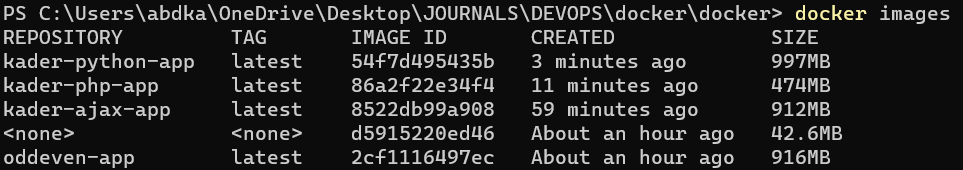 PS C:\Users\abdka\OneDrive\Desktop\JOURNALS\DEVOPS\docker\docker> docker images
REPOSITORY TAG IMAGE ID CREATED SIZE
kader-python-app latest 54f7d495435b 3 minutes ago 997MB
kader-php-app latest 86a2f22e34f4 11 minutes ago 474MB
kader-ajax-app latest 8522db99a908 59 minutes ago 912MB
<none> <none> d5915220ed46 About an hour ago 42.6MB
oddeven-app latest 2cf1116497ec About an hour ago 916MB